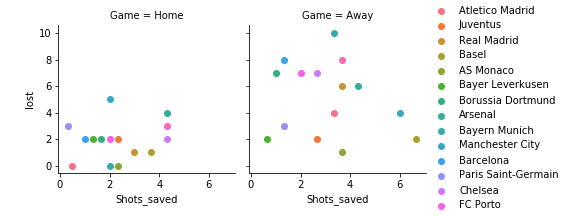 Game = Home
Game = Away
Atletico Madrid
Juventus
Real Madrid
Basel
AS Monaco
Bayer Leverkusen
Borussia Dortmund
Arsenal
Bayern Munich
Manchester City
Barcelona
Paris Saint-Germain
Chelsea
FC Porto
lost
10
8
6
4
2
0
0 2 4 6
0 2 4 6
Shots_saved
Shots_saved